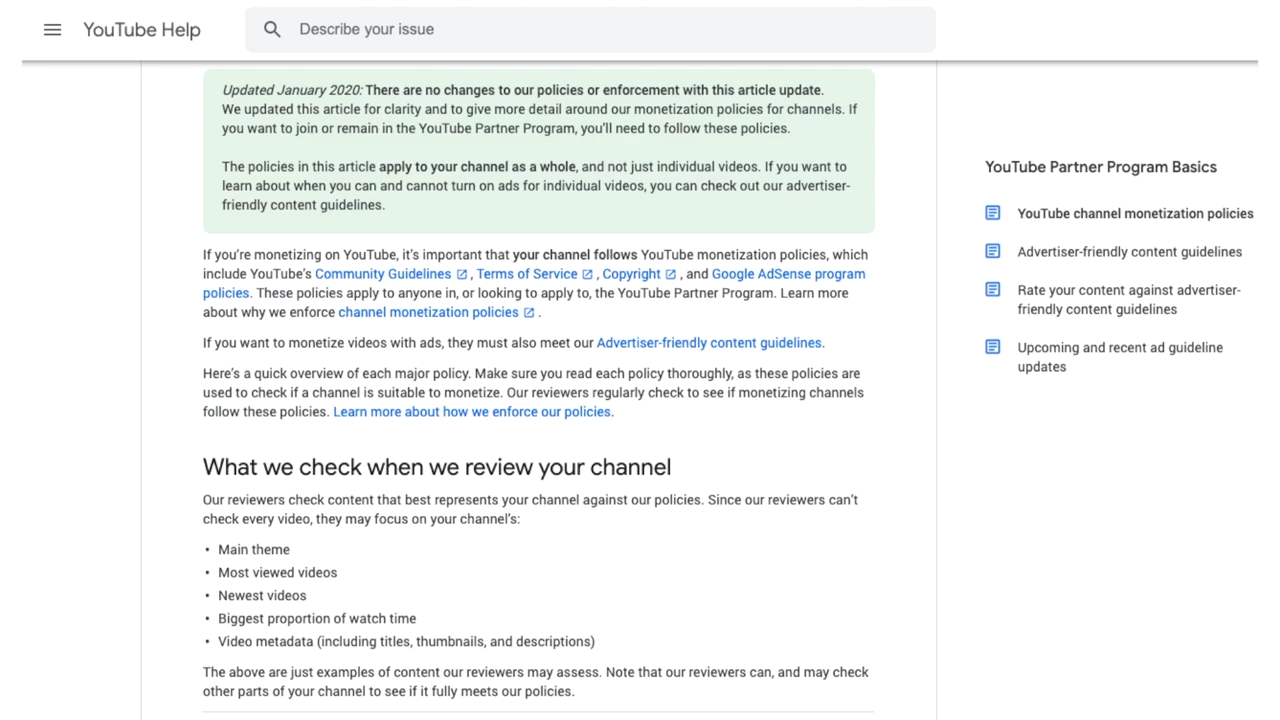 YouTube Help
Describe your issue
Updated January 2020: There are no changes to our policies or enforcement with this article update.
We updated this article for clarity and to give more detail around our monetization policies for channels. If
you want to join or remain in the YouTube Partner Program, you'll need to follow these policies.
The policies in this article apply to your channel as a whole, and not just individual videos. If you want to
learn about when you can and cannot turn on ads for individual videos, you can check out our advertiser-
friendly content guidelines.
If you're monetizing on YouTube, it's important that your channel follows YouTube monetization policies, which
include YouTube's Community Guidelines , Terms of Service , Copyright , and Google AdSense program
policies. These policies apply to anyone in, or looking to apply to, the YouTube Partner Program. Learn more
about why we enforce channel monetization policies .
If you want to monetize videos with ads, they must also meet our Advertiser-friendly content guidelines.
Here's a quick overview of each major policy. Make sure you read each policy thoroughly, as these policies are
used to check if a channel is suitable to monetize. Our reviewers regularly check to see if monetizing channels
follow these policies. Learn more about how we enforce our policies.
What we check when we review your channel
Our reviewers check content that best represents your channel against our policies. Since our reviewers can't
check every video, they may focus on your channel's:
• Main theme
• Most viewed videos
• Newest videos
• Biggest proportion of watch time
• Video metadata (including titles, thumbnails, and descriptions)
The above are just examples of content our reviewers may assess. Note that our reviewers can, and may check
other parts of your channel to see if it fully meets our policies.
YouTube Partner Program Basics
YouTube channel monetization policies
Advertiser-friendly content guidelines
Rate your content against advertiser-
friendly content guidelines
Upcoming and recent ad guideline
updates